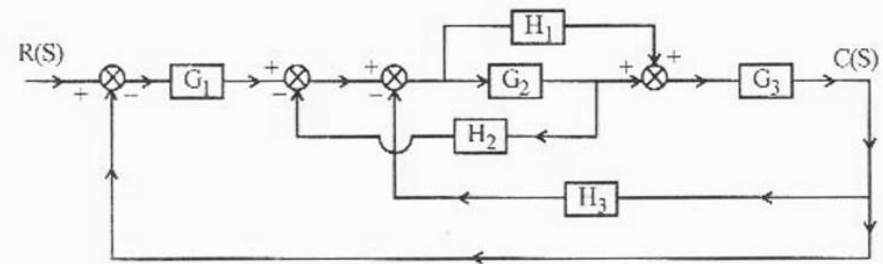 H1
R(S)
C(S)
+
+
+
+
+
G1
G2
G3
−
−
−
H2
H3